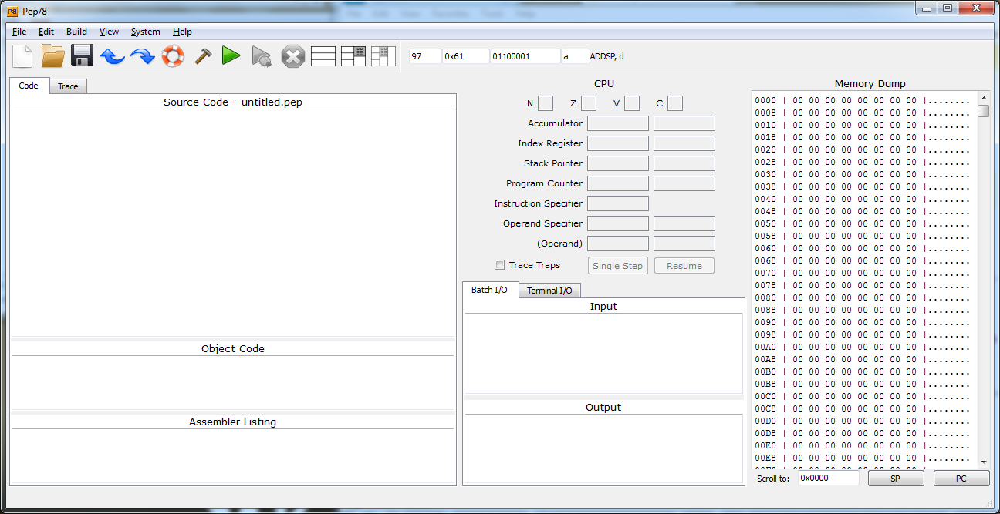 Pep/8
File Edit Build View System Help
97 0x61 01100001 a ADDSP, d
Code Trace
Source Code - untitled.pep
Object Code
Assembler Listing
CPU
N Z V C
Accumulator
Index Register
Stack Pointer
Program Counter
Instruction Specifier
Operand Specifier
(Operand)
Trace Traps Single Step Resume
Batch I/O Terminal I/O
Input
Output
Memory Dump
0000 | 00 00 00 00 00 00 00 00 |........
0008 | 00 00 00 00 00 00 00 00 |........
0010 | 00 00 00 00 00 00 00 00 |........
0018 | 00 00 00 00 00 00 00 00 |........
0020 | 00 00 00 00 00 00 00 00 |........
0028 | 00 00 00 00 00 00 00 00 |........
0030 | 00 00 00 00 00 00 00 00 |........
0038 | 00 00 00 00 00 00 00 00 |........
0040 | 00 00 00 00 00 00 00 00 |........
0048 | 00 00 00 00 00 00 00 00 |........
0050 | 00 00 00 00 00 00 00 00 |........
0058 | 00 00 00 00 00 00 00 00 |........
0060 | 00 00 00 00 00 00 00 00 |........
0068 | 00 00 00 00 00 00 00 00 |........
0070 | 00 00 00 00 00 00 00 00 |........
0078 | 00 00 00 00 00 00 00 00 |........
0080 | 00 00 00 00 00 00 00 00 |........
0088 | 00 00 00 00 00 00 00 00 |........
0090 | 00 00 00 00 00 00 00 00 |........
0098 | 00 00 00 00 00 00 00 00 |........
00A0 | 00 00 00 00 00 00 00 00 |........
00A8 | 00 00 00 00 00 00 00 00 |........
00B0 | 00 00 00 00 00 00 00 00 |........
00B8 | 00 00 00 00 00 00 00 00 |........
00C0 | 00 00 00 00 00 00 00 00 |........
00C8 | 00 00 00 00 00 00 00 00 |........
00D0 | 00 00 00 00 00 00 00 00 |........
00D8 | 00 00 00 00 00 00 00 00 |........
00E0 | 00 00 00 00 00 00 00 00 |........
00E8 | 00 00 00 00 00 00 00 00 |........
Scroll to: 0x0000 SP PC